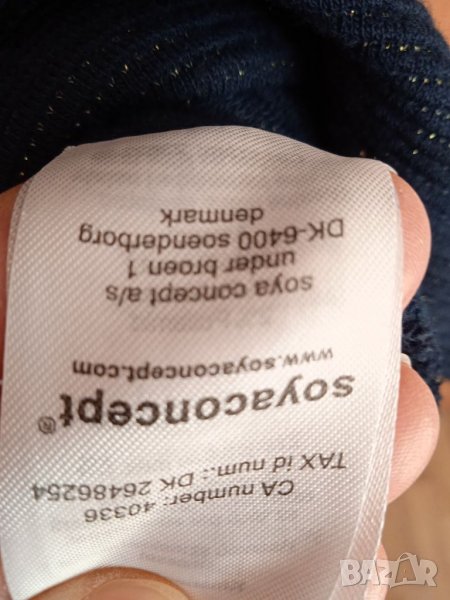 CA number: 40336
TAX id num.: DK 26486254
soyaconcept®
www.soyaconcept.com
soya concept a/s
under broen 1
DK-6400 soenderborg
denmark
BAZAR